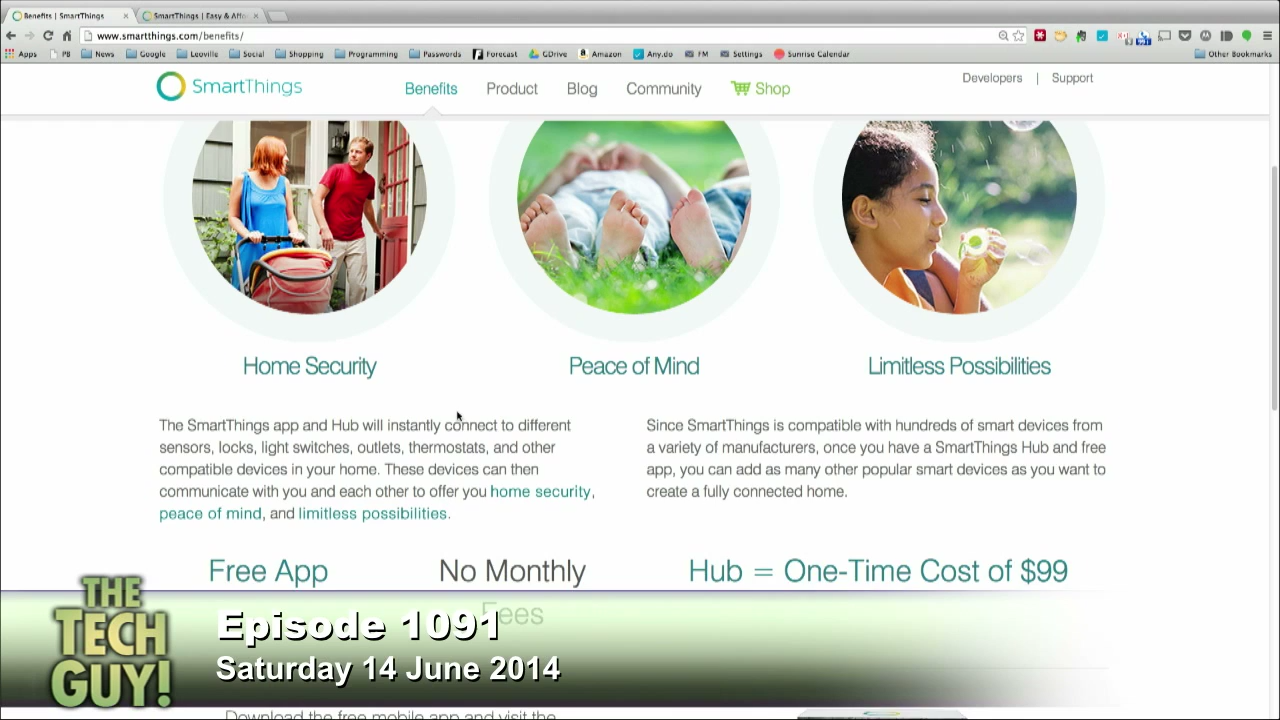 Benefits | SmartThings
SmartThings | Easy & Affo
www.smartthings.com/benefits/
Apps PB News Google Leoville Social Shopping Programming Passwords Forecast GDrive Amazon Any.do FM Settings Sunrise Calendar Other Bookmarks
SmartThings
Benefits Product Blog Community Shop
Developers | Support
Home Security
Peace of Mind
Limitless Possibilities
The SmartThings app and Hub will instantly connect to different
sensors, locks, light switches, outlets, thermostats, and other
compatible devices in your home. These devices can then
communicate with you and each other to offer you home security,
peace of mind, and limitless possibilities.
Since SmartThings is compatible with hundreds of smart devices from
a variety of manufacturers, once you have a SmartThings Hub and free
app, you can add as many other popular smart devices as you want to
create a fully connected home.
Free App
No Monthly
Fees
Hub = One-Time Cost of $99
THE
TECH
GUY!
Episode 1091
Saturday 14 June 2014
Download the free mobile app and visit the